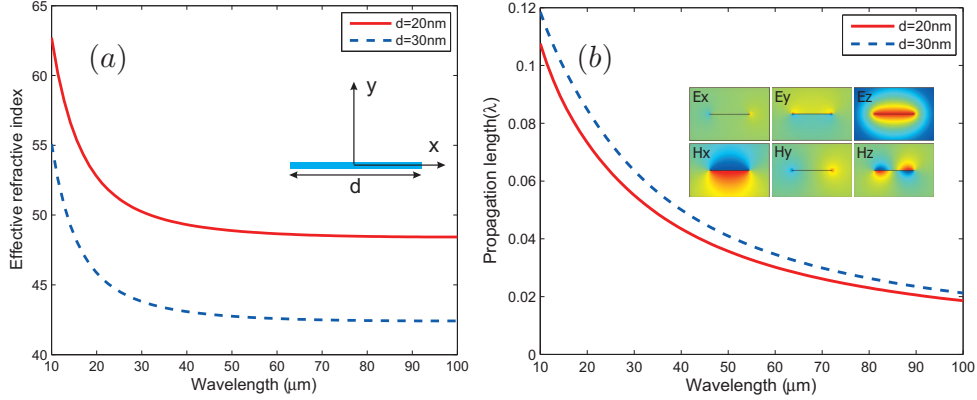 (a)
d=20nm
d=30nm
65
60
55
50
45
40
Effective refractive index
y
x
d
10 20 30 40 50 60 70 80 90 100
Wavelength (μm)
(b)
d=20nm
d=30nm
0.12
0.1
0.08
0.06
0.04
0.02
0
Propagation length(λ)
Ex Ey Ez
Hx Hy Hz
10 20 30 40 50 60 70 80 90 100
Wavelength (μm)